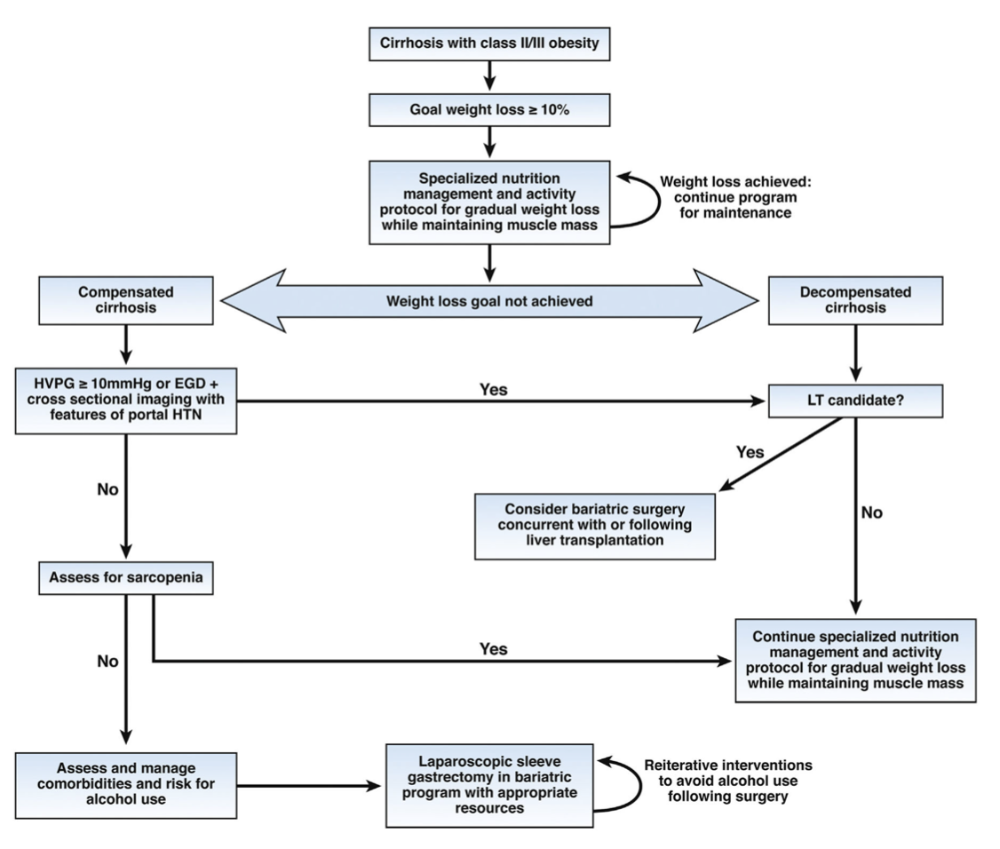 Cirrhosis with class II/III obesity
Goal weight loss ≥ 10%
Specialized nutrition
management and activity
protocol for gradual weight loss
while maintaining muscle mass
Weight loss achieved:
continue program
for maintenance
Compensated
cirrhosis
Weight loss goal not achieved
Decompensated
cirrhosis
HVPG ≥ 10mmHg or EGD +
cross sectional imaging with
features of portal HTN
Yes
LT candidate?
Yes
No
Consider bariatric surgery
concurrent with or following
liver transplantation
No
Assess for sarcopenia
No
Yes
Continue specialized nutrition
management and activity
protocol for gradual weight loss
while maintaining muscle mass
Assess and manage
comorbidities and risk for
alcohol use
Laparoscopic sleeve
gastrectomy in bariatric
program with appropriate
resources
Reiterative interventions
to avoid alcohol use
following surgery